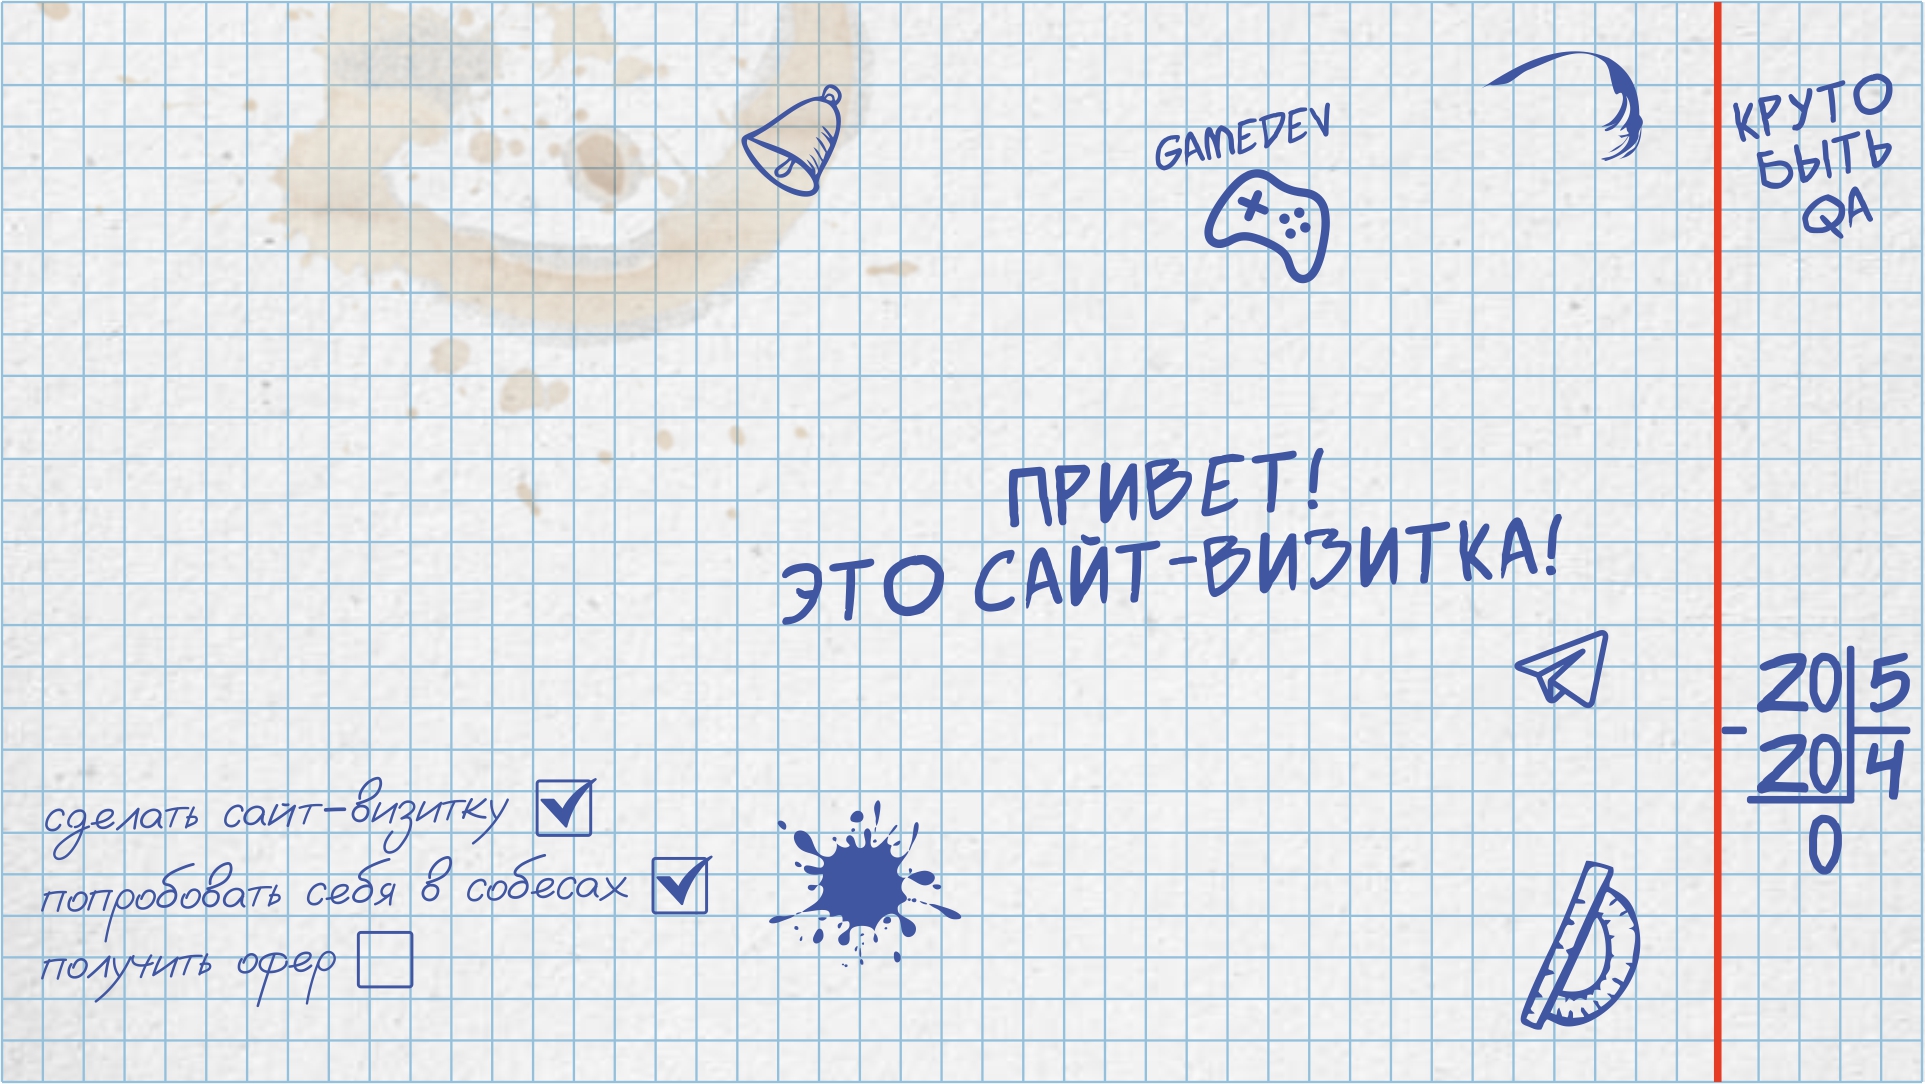 GAMEDEV
КРУТО
БЫТЬ
QA
ПРИВЕТ!
ЭТО САЙТ-ВИЗИТКА!
20 5
- 20 4
0
сделать сайт-визитку
попробовать себя в собесах
получить офер